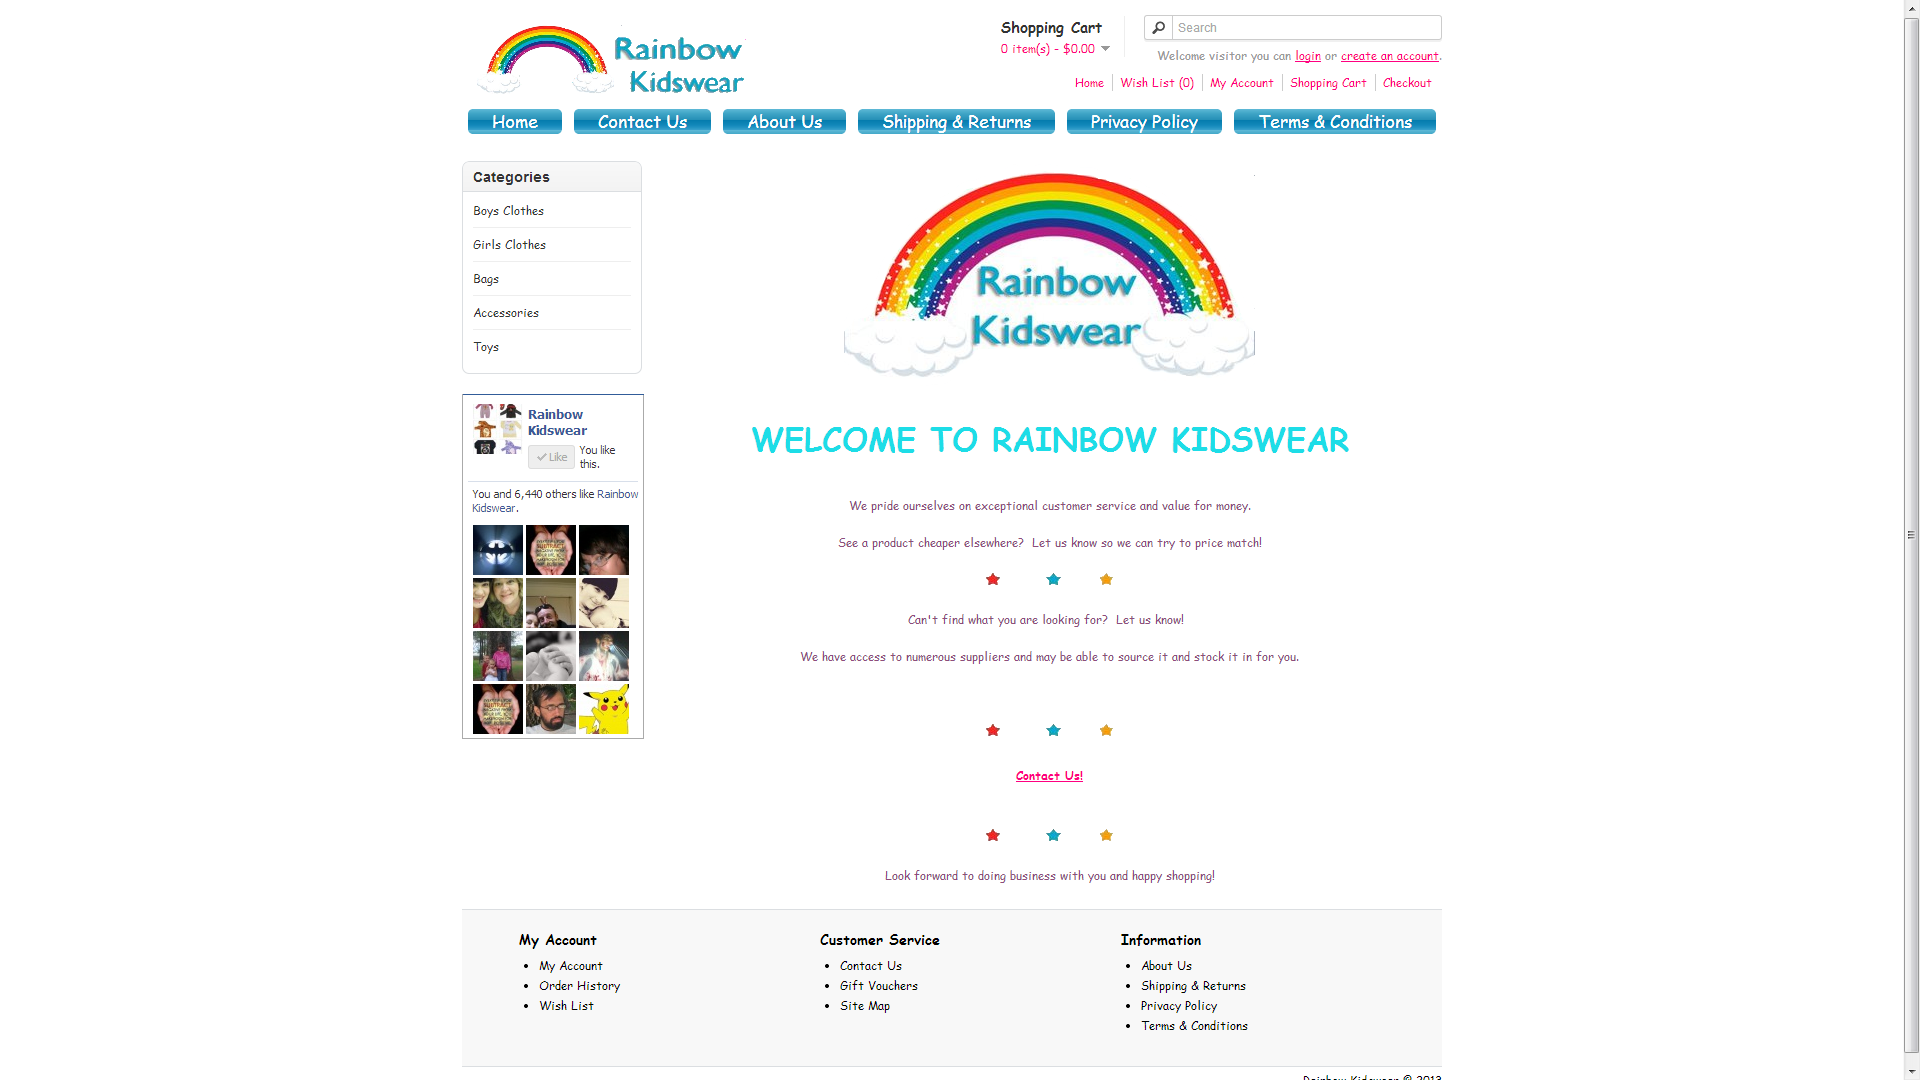 Rainbow
Kidswear
Shopping Cart
0 item(s) - $0.00
Search
Welcome visitor you can login or create an account.
Home
Wish List (0)
My Account
Shopping Cart
Checkout
Home
Contact Us
About Us
Shipping & Returns
Privacy Policy
Terms & Conditions
Categories
Boys Clothes
Girls Clothes
Bags
Accessories
Toys
Rainbow
Kidswear
Like
You like
this.
You and 6,440 others like Rainbow
Kidswear.
SUBTRACT
SUBTRACT
Rainbow
Kidswear
WELCOME TO RAINBOW KIDSWEAR
We pride ourselves on exceptional customer service and value for money.
See a product cheaper elsewhere? Let us know so we can try to price match!
Can't find what you are looking for? Let us know!
We have access to numerous suppliers and may be able to source it and stock it in for you.
Contact Us!
Look forward to doing business with you and happy shopping!
My Account
My Account
Order History
Wish List
Customer Service
Contact Us
Gift Vouchers
Site Map
Information
About Us
Shipping & Returns
Privacy Policy
Terms & Conditions
Rainbow Kidswear © 2013